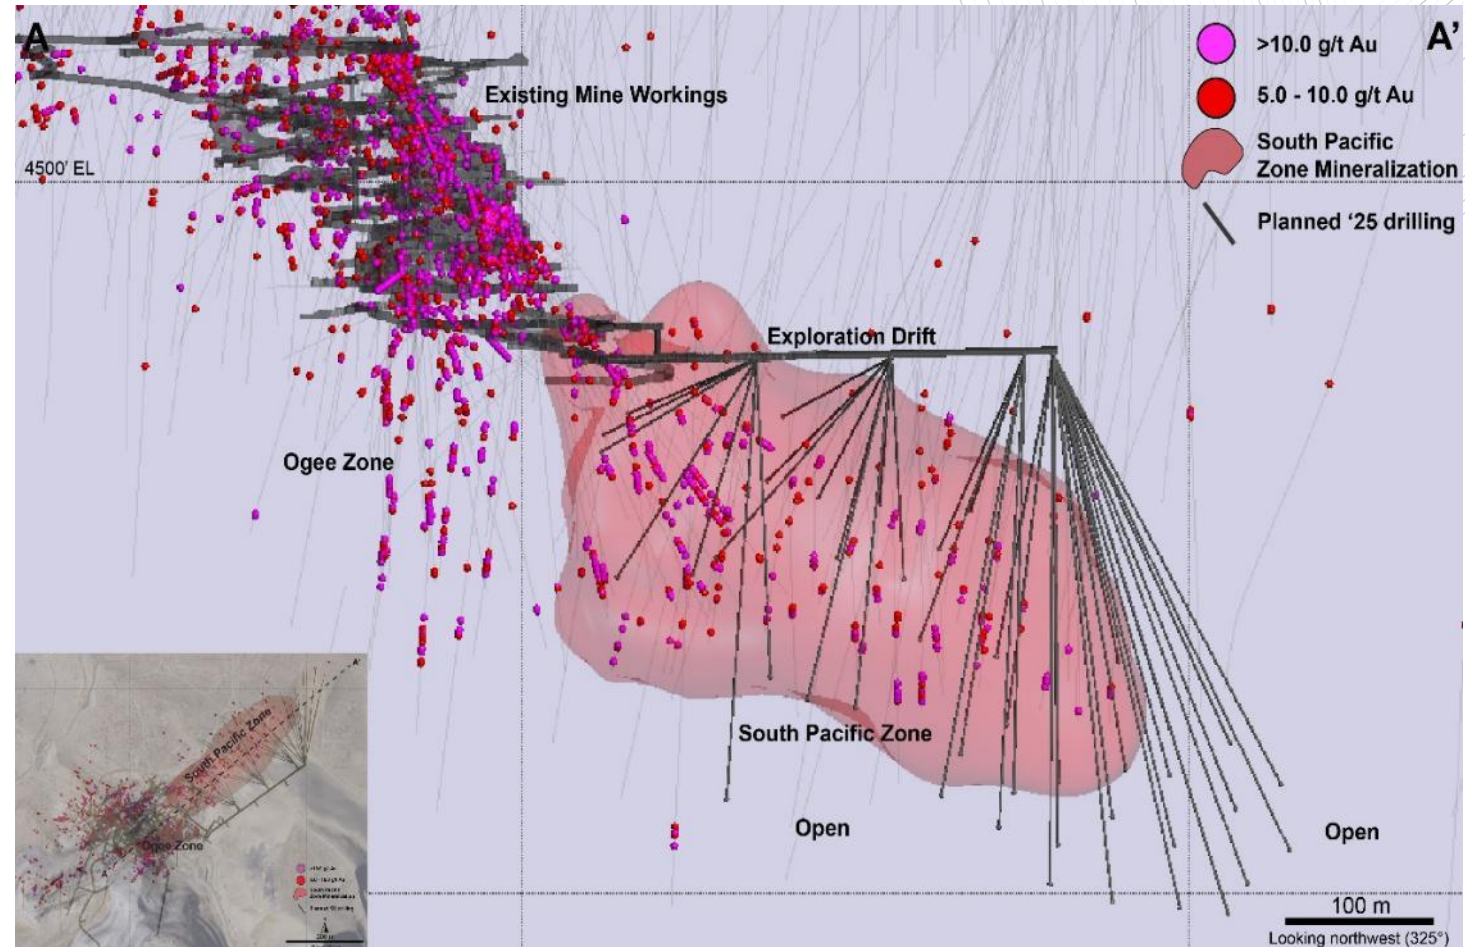 A
A’
>10.0 g/t Au
5.0 - 10.0 g/t Au
South Pacific
Zone Mineralization
Planned ‘25 drilling
Existing Mine Workings
4500’ EL
Exploration Drift
Ogee Zone
South Pacific Zone
Open
Open
100 m
Looking northwest (325°)
A'
South Pacific Zone
Ogee Zone
A